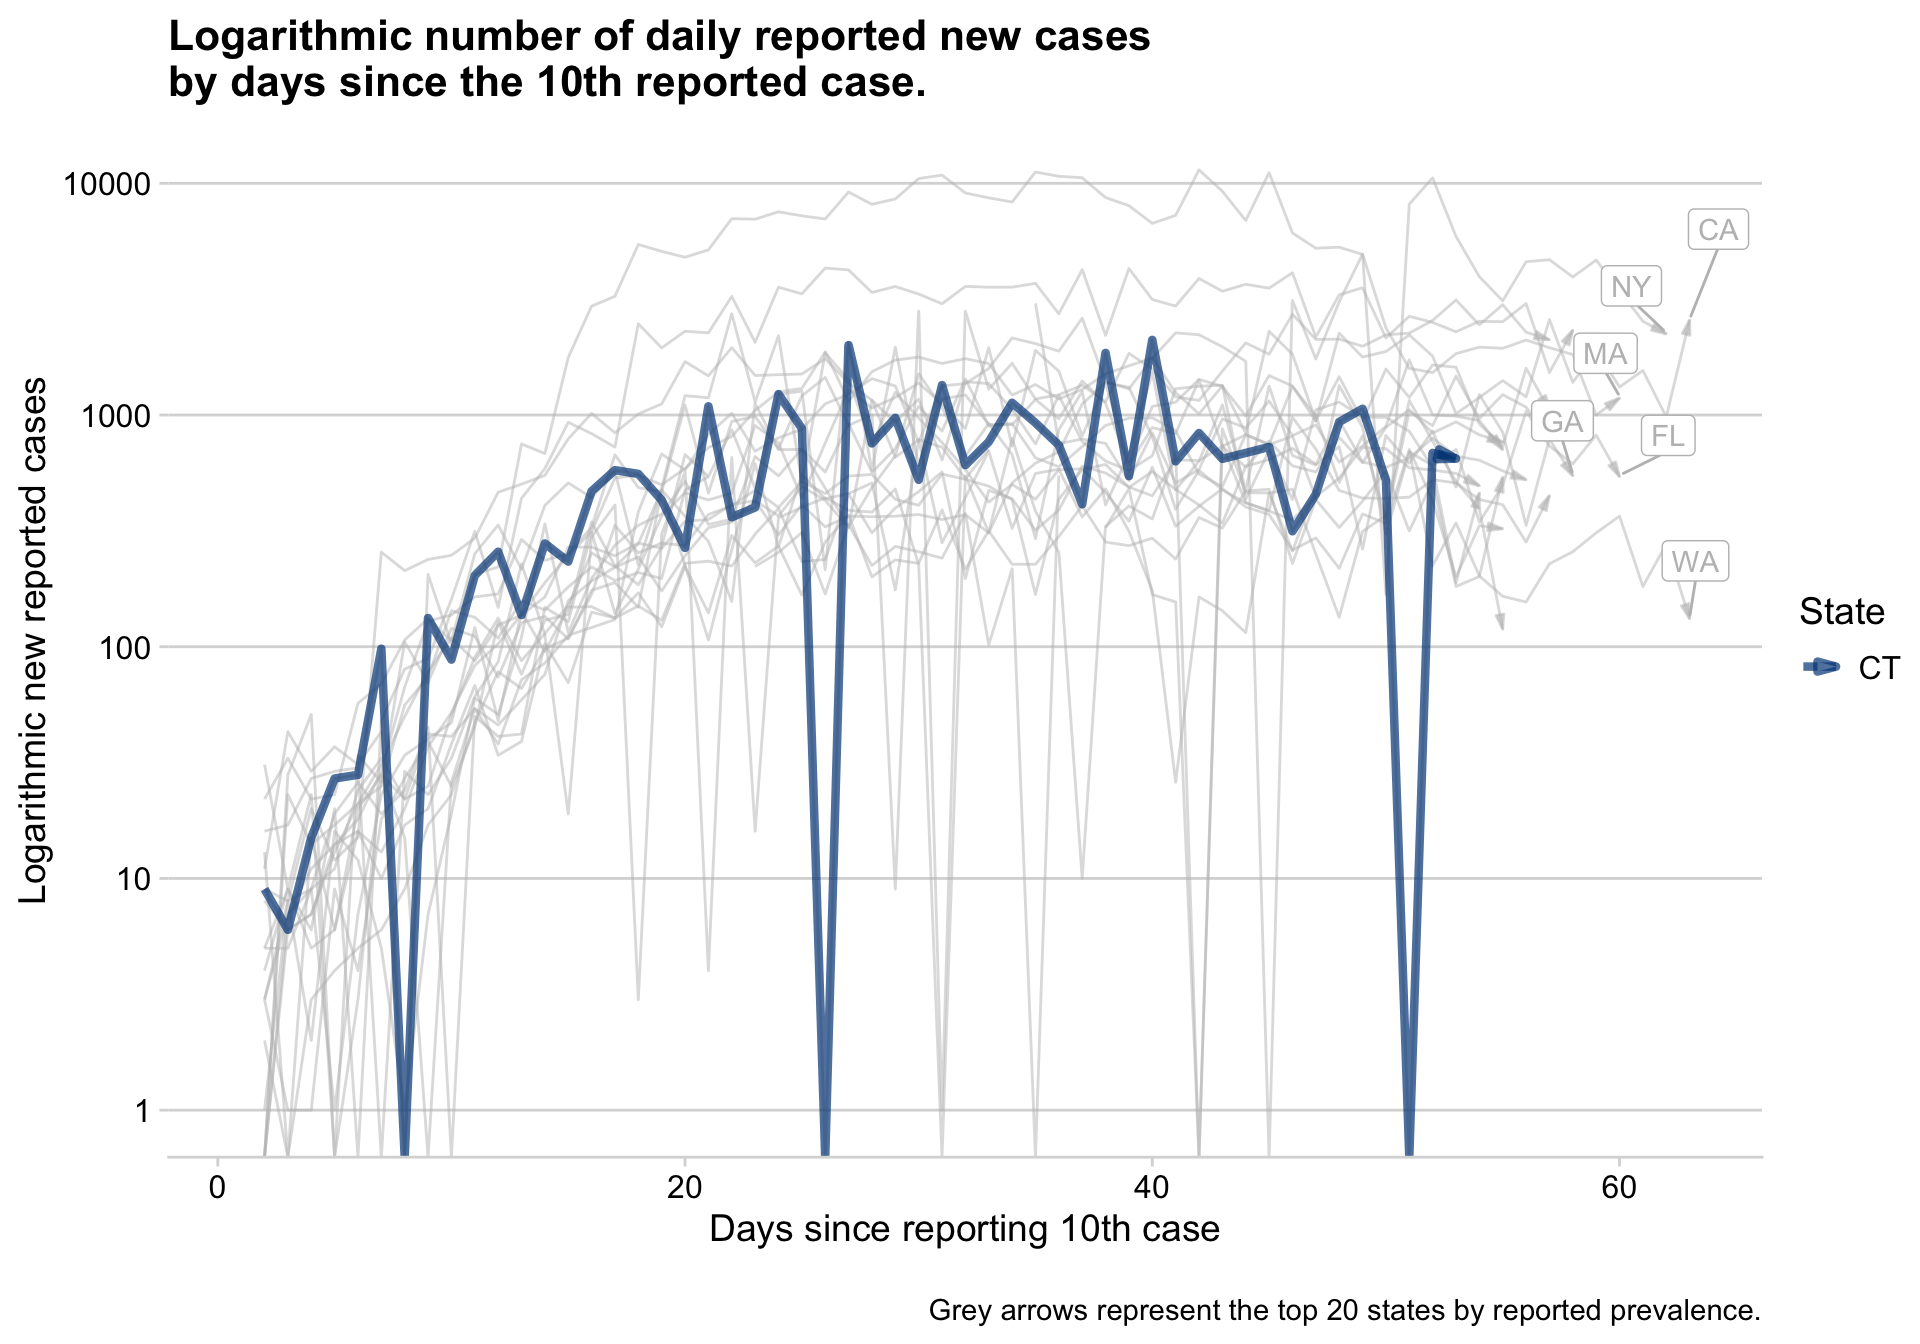 Logarithmic number of daily reported new cases
by days since the 10th reported case.
Logarithmic new reported cases
10000
1000
100
10
1
CA
NY
MA
GA
FL
WA
State
CT
0
20
40
60
Days since reporting 10th case
Grey arrows represent the top 20 states by reported prevalence.